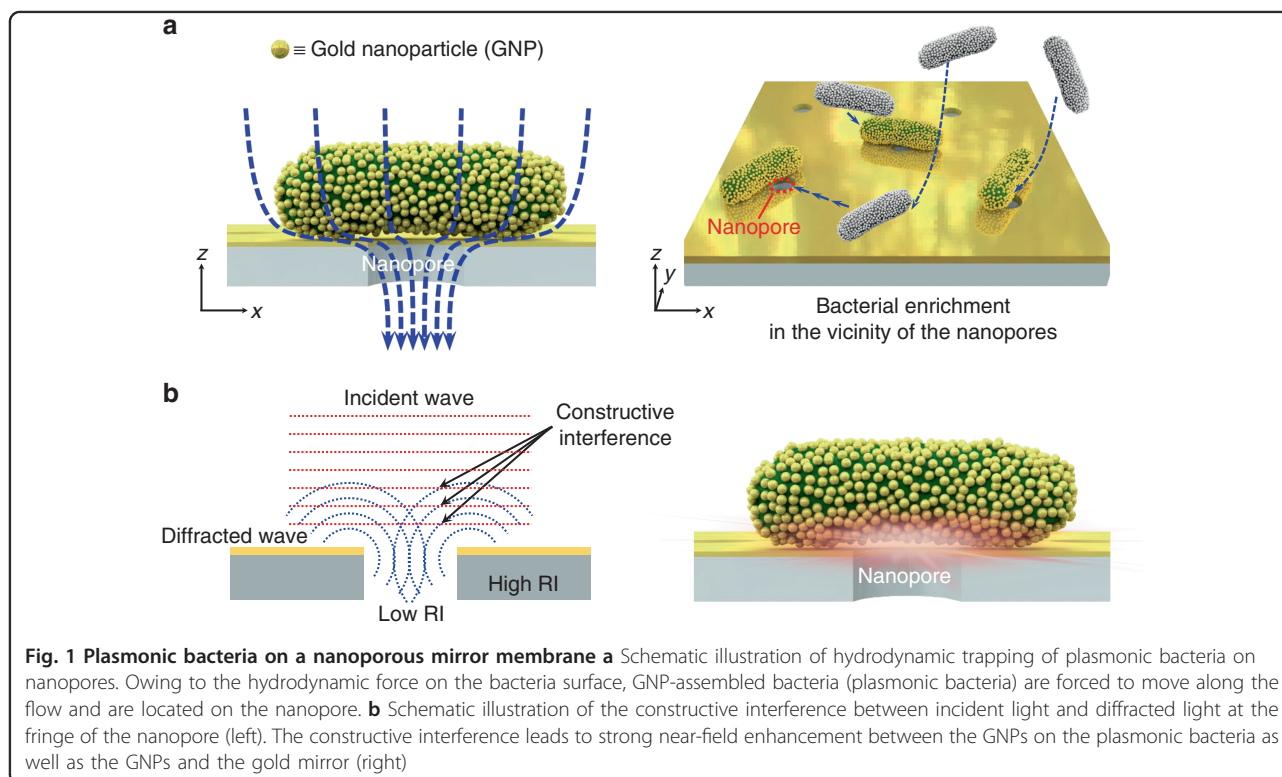 a
≡ Gold nanoparticle (GNP)
Nanopore
z
x
Nanopore
z
y
x
Bacterial enrichment
in the vicinity of the nanopores
b
Incident wave
Constructive
interference
Diffracted wave
High RI
Low RI
Nanopore
Fig. 1 Plasmonic bacteria on a nanoporous mirror membrane a Schematic illustration of hydrodynamic trapping of plasmonic bacteria on
nanopores. Owing to the hydrodynamic force on the bacteria surface, GNP-assembled bacteria (plasmonic bacteria) are forced to move along the
flow and are located on the nanopore. b Schematic illustration of the constructive interference between incident light and diffracted light at the
fringe of the nanopore (left). The constructive interference leads to strong near-field enhancement between the GNPs on the plasmonic bacteria as
well as the GNPs and the gold mirror (right)